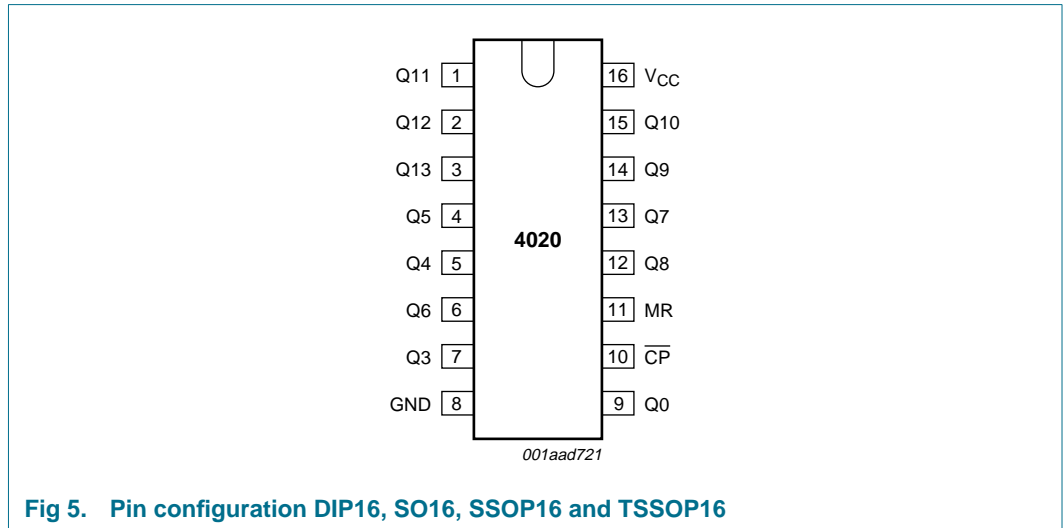 Q11 1 16 VCC
Q12 2 15 Q10
Q13 3 14 Q9
Q5 4 13 Q7
4020
Q4 5 12 Q8
Q6 6 11 MR
Q3 7 10 C̅P̅
GND 8 9 Q0
001aad721
Fig 5. Pin configuration DIP16, SO16, SSOP16 and TSSOP16